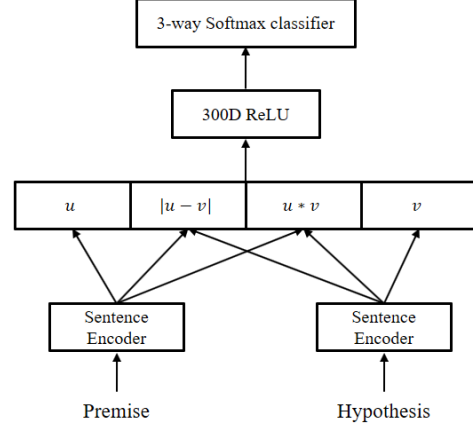 3-way Softmax classifier
300D ReLU
u |u − v| u * v v
Sentence Encoder Sentence Encoder
Premise Hypothesis